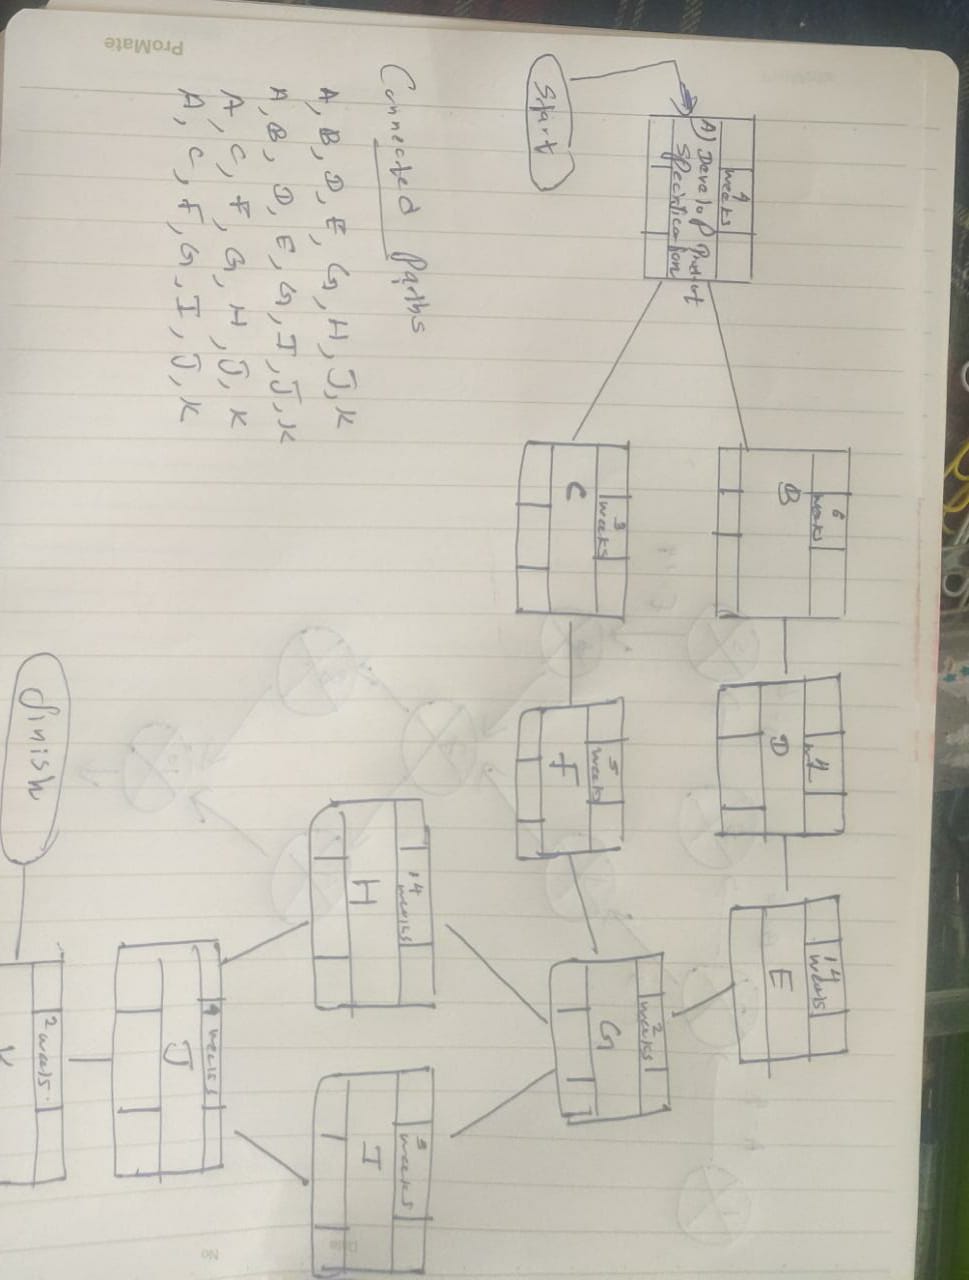 Start
4
weeks
A) Develop Product
Specification
6
weeks
B
4
w
D
14
weeks
E
3
weeks
C
5
weeks
F
2
weeks
G
14
weeks
H
3
weeks
I
4 weeks
J
2 weeks.
K
finish
Connected Parths
A, B, D, E, G, H, J, K
A, B, D, E, G, I, J, K
A, C, F, G, H, J, K
A, C, F, G, I, J, K
ProMate
Date
No